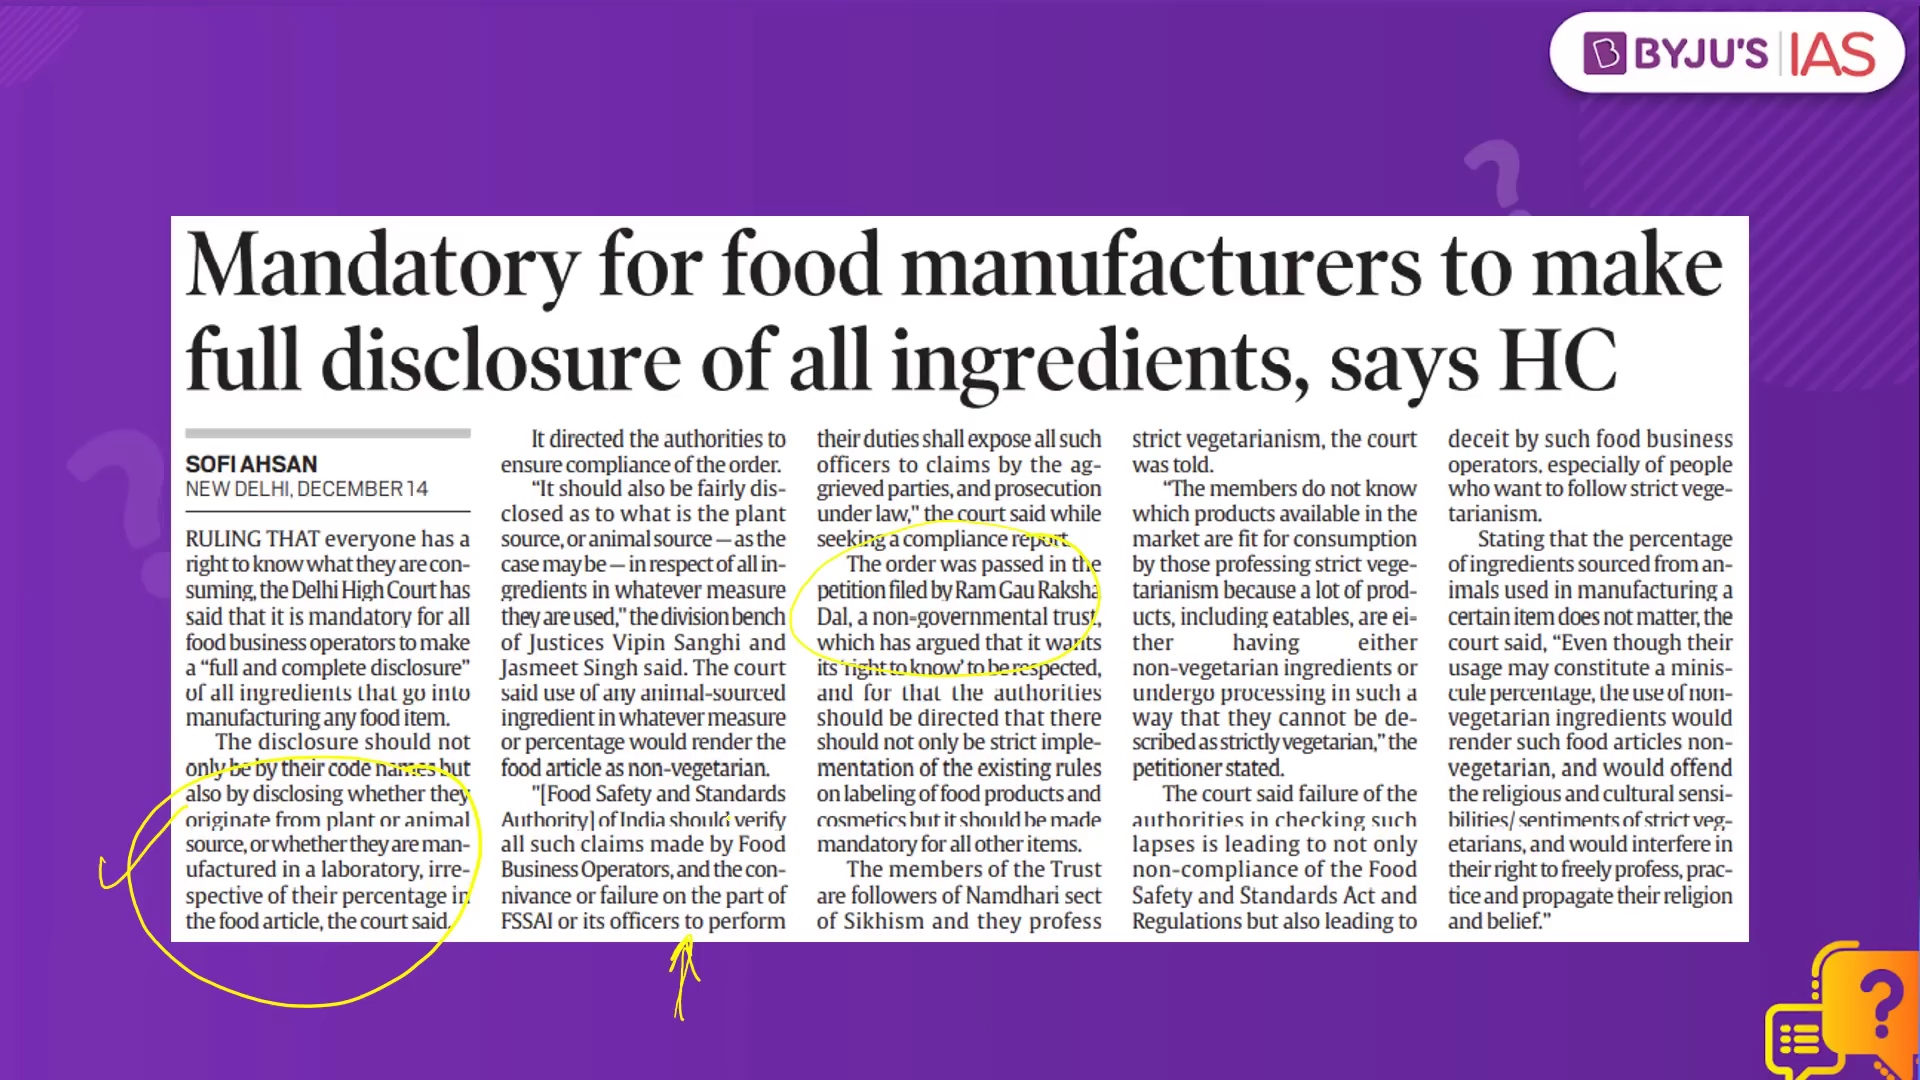 BYJU'S IAS
Mandatory for food manufacturers to make
full disclosure of all ingredients, says HC
SOFI AHSAN
NEW DELHI, DECEMBER 14
RULING THAT everyone has a
right to know what they are con-
suming, the Delhi High Court has
said that it is mandatory for all
food business operators to make
a “full and complete disclosure”
of all ingredients that go into
manufacturing any food item.
The disclosure should not
only be by their code names but
also by disclosing whether they
originate from plant or animal
source, or whether they are man-
ufactured in a laboratory, irre-
spective of their percentage in
the food article, the court said.
It directed the authorities to
ensure compliance of the order.
“It should also be fairly dis-
closed as to what is the plant
source, or animal source — as the
case may be — in respect of all in-
gredients in whatever measure
they are used,” the division bench
of Justices Vipin Sanghi and
Jasmeet Singh said. The court
said use of any animal-sourced
ingredient in whatever measure
or percentage would render the
food article as non-vegetarian.
"[Food Safety and Standards
Authority] of India should verify
all such claims made by Food
Business Operators, and the con-
nivance or failure on the part of
FSSAI or its officers to perform
their duties shall expose all such
officers to claims by the ag-
grieved parties, and prosecution
under law,” the court said while
seeking a compliance report.
The order was passed in the
petition filed by Ram Gau Raksha
Dal, a non-governmental trust,
which has argued that it wants
its ‘right to know’ to be respected,
and for that the authorities
should be directed that there
should not only be strict imple-
mentation of the existing rules
on labeling of food products and
cosmetics but it should be made
mandatory for all other items.
The members of the Trust
are followers of Namdhari sect
of Sikhism and they profess
strict vegetarianism, the court
was told.
“The members do not know
which products available in the
market are fit for consumption
by those professing strict vege-
tarianism because a lot of prod-
ucts, including eatables, are ei-
ther having either
non-vegetarian ingredients or
undergo processing in such a
way that they cannot be de-
scribed as strictly vegetarian,” the
petitioner stated.
The court said failure of the
authorities in checking such
lapses is leading to not only
non-compliance of the Food
Safety and Standards Act and
Regulations but also leading to
deceit by such food business
operators, especially of people
who want to follow strict vege-
tarianism.
Stating that the percentage
of ingredients sourced from an-
imals used in manufacturing a
certain item does not matter, the
court said, “Even though their
usage may constitute a minis-
cule percentage, the use of non-
vegetarian ingredients would
render such food articles non-
vegetarian, and would offend
the religious and cultural sensi-
bilities/ sentiments of strict veg-
etarians, and would interfere in
their right to freely profess, prac-
tice and propagate their religion
and belief.”